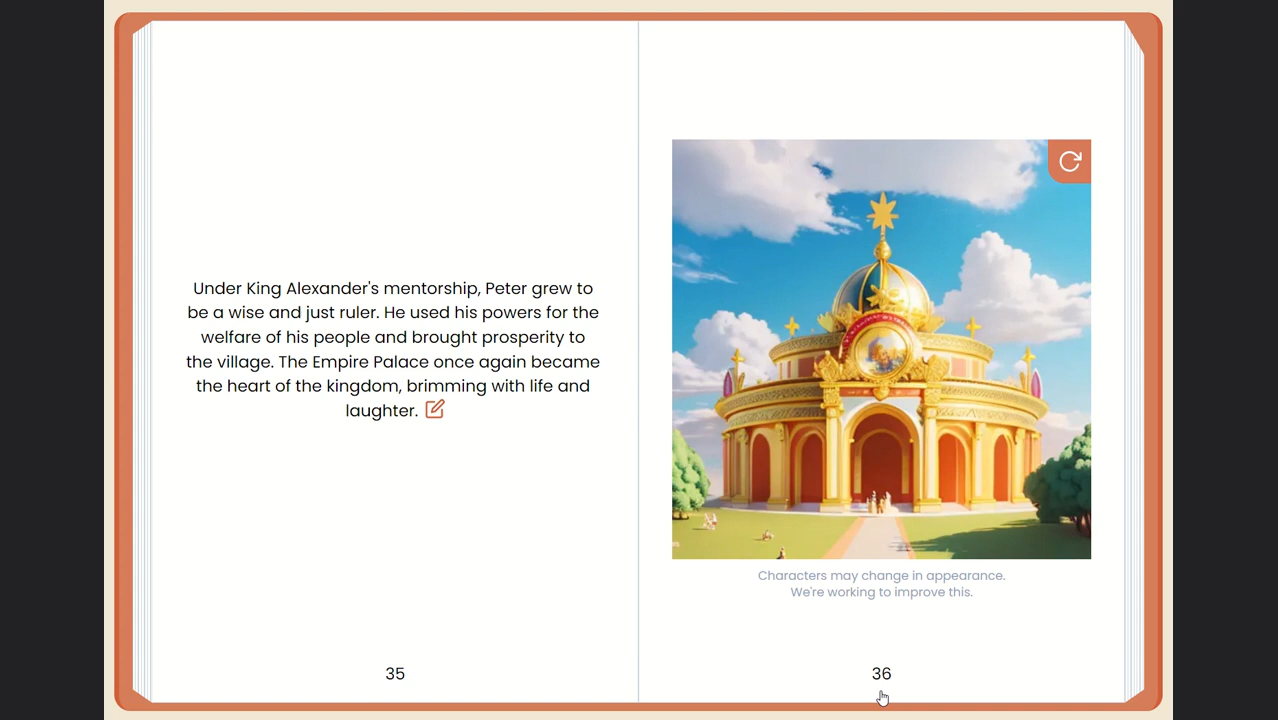 Under King Alexander's mentorship, Peter grew to
be a wise and just ruler. He used his powers for the
welfare of his people and brought prosperity to
the village. The Empire Palace once again became
the heart of the kingdom, brimming with life and
laughter.
35
Characters may change in appearance.
We're working to improve this.
36